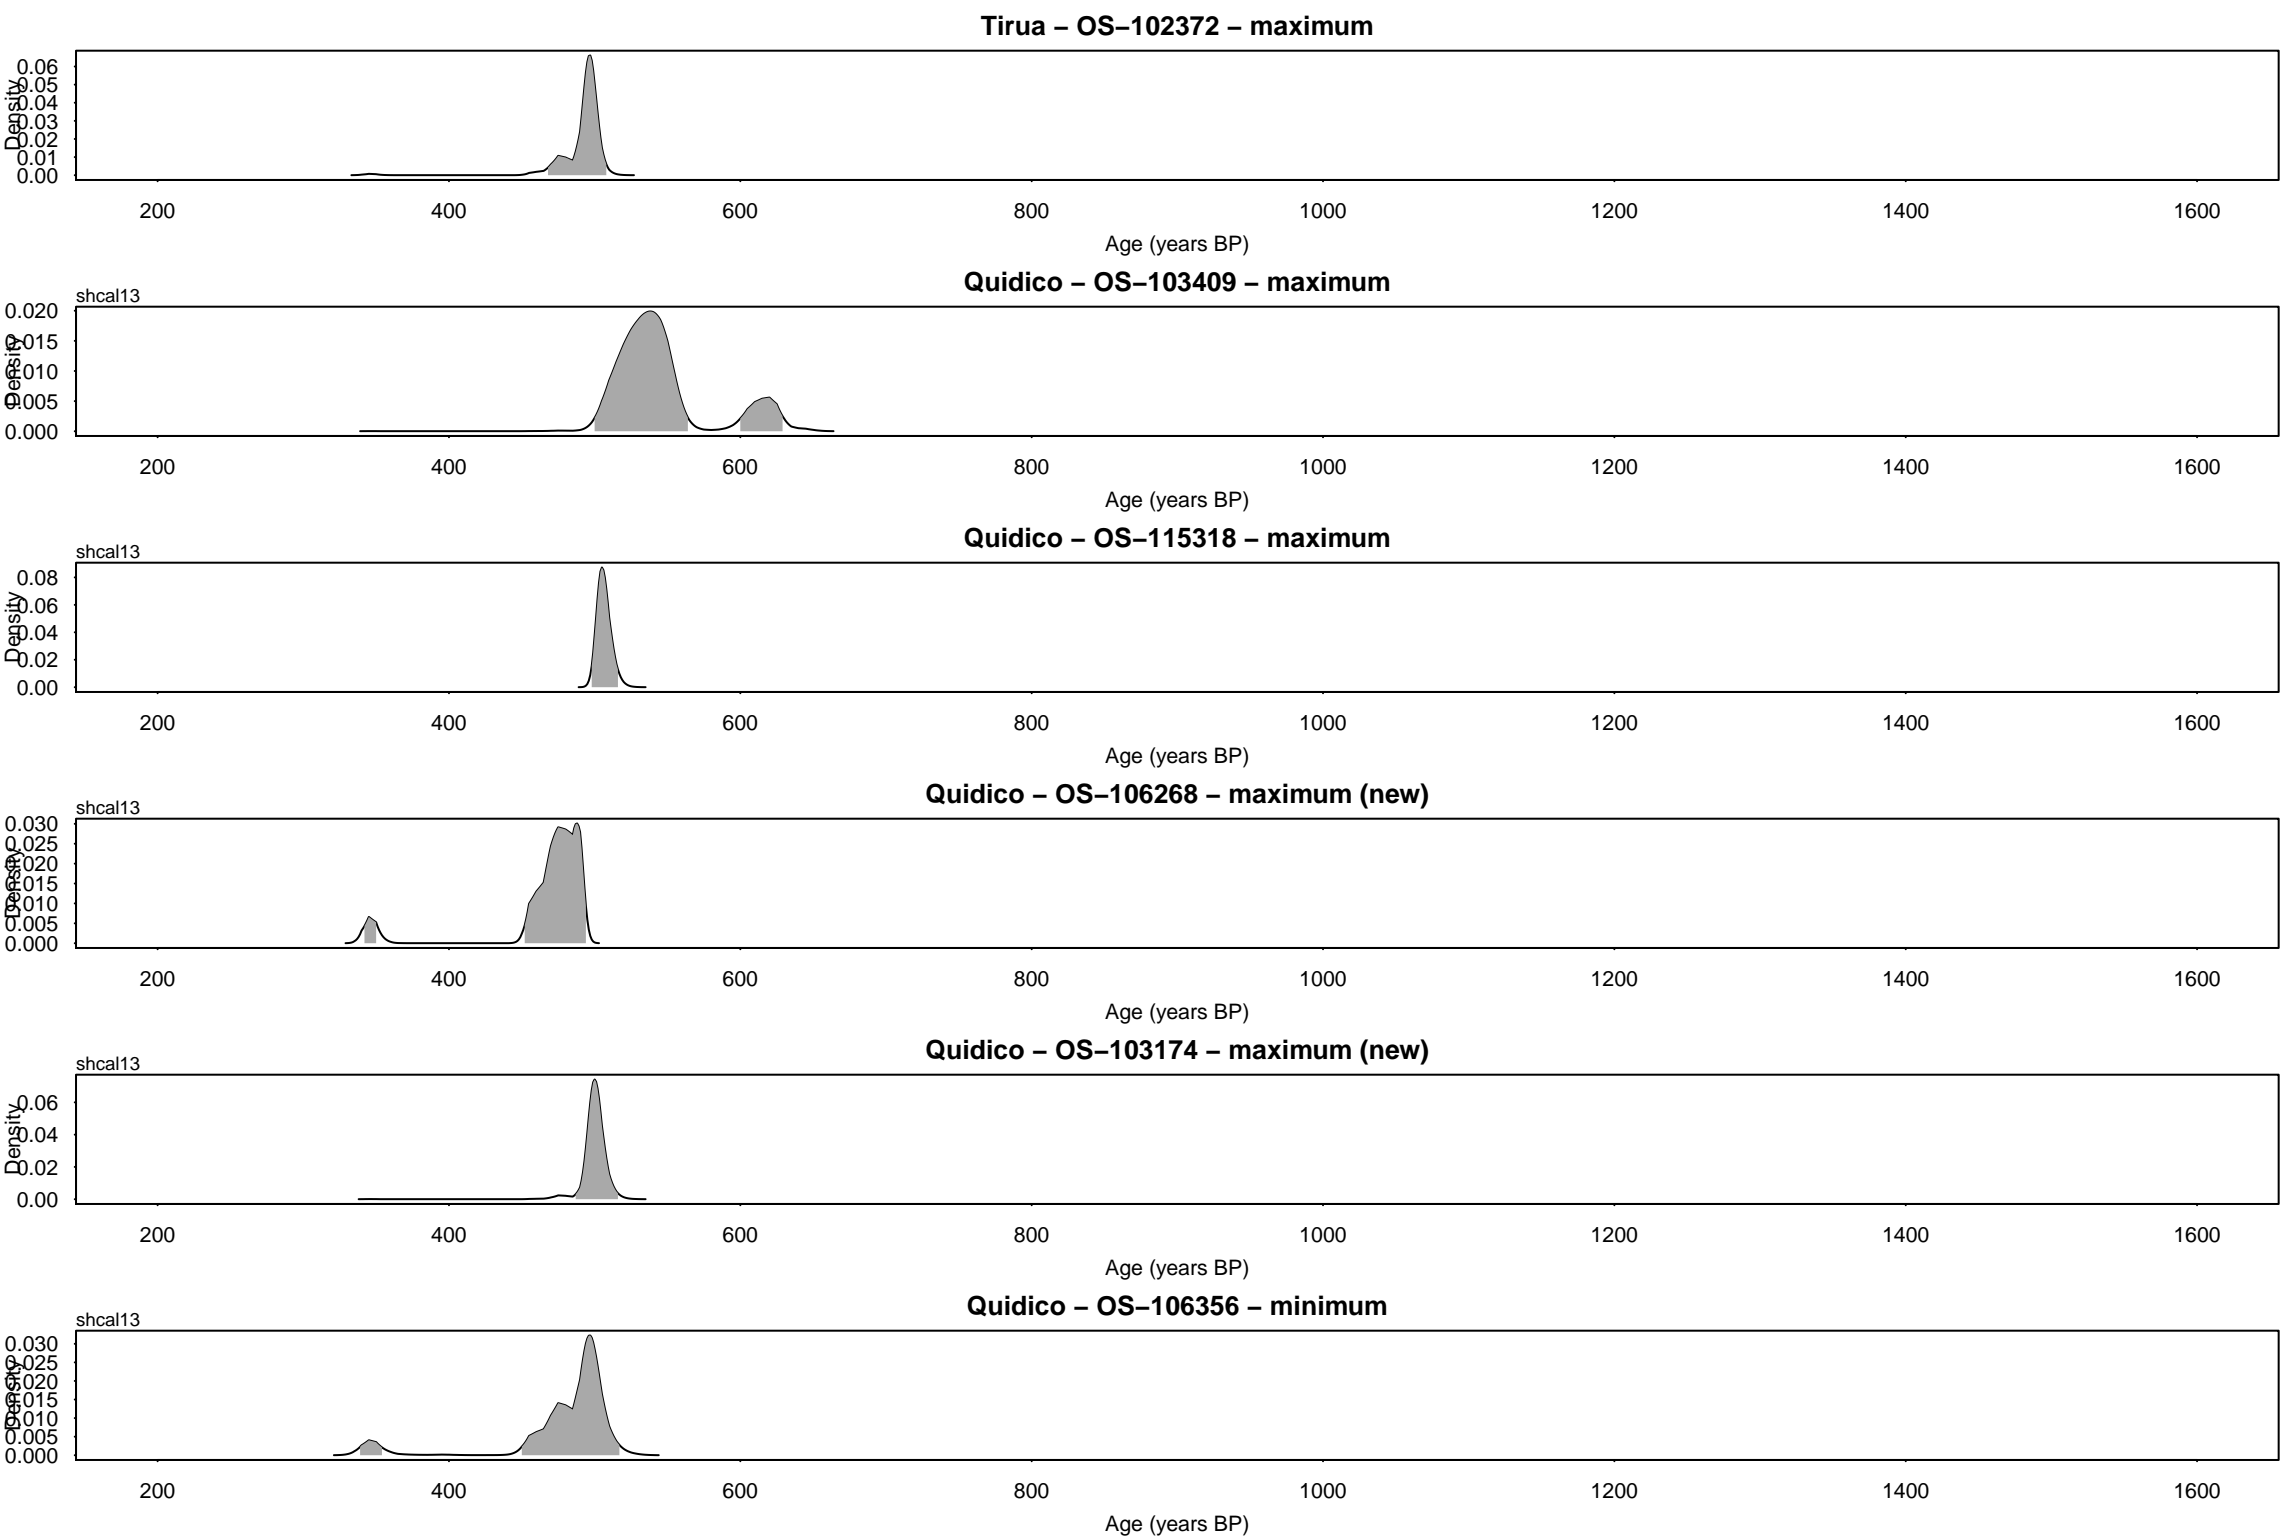 Tirua – OS–102372 – maximum
Density
0.06
0.05
0.04
0.03
0.02
0.01
0.00
200 400 600 800 1000 1200 1400 1600
Age (years BP)
Quidico – OS–103409 – maximum
shcal13
Density
0.020
0.015
0.010
0.005
0.000
200 400 600 800 1000 1200 1400 1600
Age (years BP)
Quidico – OS–115318 – maximum
shcal13
Density
0.08
0.06
0.04
0.02
0.00
200 400 600 800 1000 1200 1400 1600
Age (years BP)
Quidico – OS–106268 – maximum (new)
shcal13
Density
0.030
0.025
0.020
0.015
0.010
0.005
0.000
200 400 600 800 1000 1200 1400 1600
Age (years BP)
Quidico – OS–103174 – maximum (new)
shcal13
Density
0.06
0.04
0.02
0.00
200 400 600 800 1000 1200 1400 1600
Age (years BP)
Quidico – OS–106356 – minimum
shcal13
Density
0.030
0.025
0.020
0.015
0.010
0.005
0.000
200 400 600 800 1000 1200 1400 1600
Age (years BP)